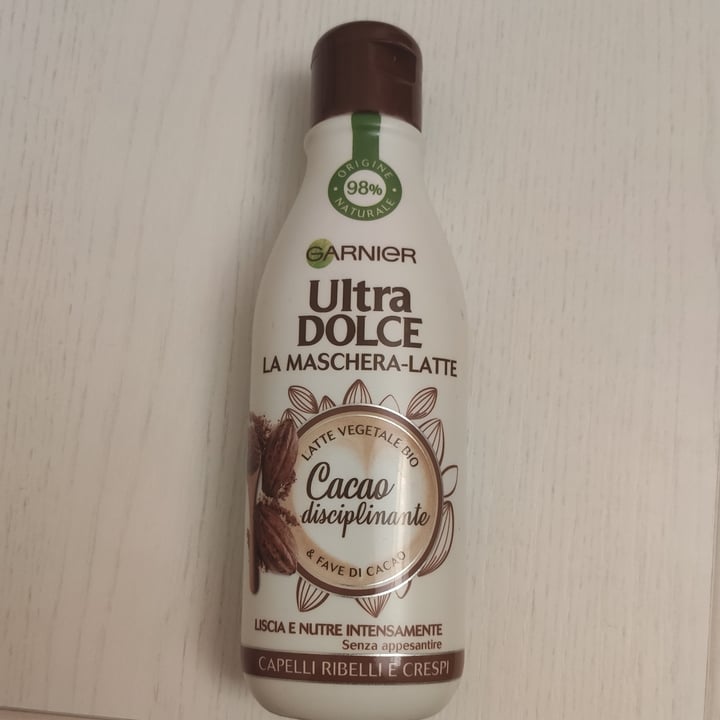 ORIGINE
98%
NATURALE
GARNIER
Ultra
DOLCE
LA MASCHERA-LATTE
LATTE VEGETALE BIO
Cacao
disciplinante
& FAVE DI CACAO
LISCIA E NUTRE INTENSAMENTE
Senza appesantire
CAPELLI RIBELLI E CRESPI